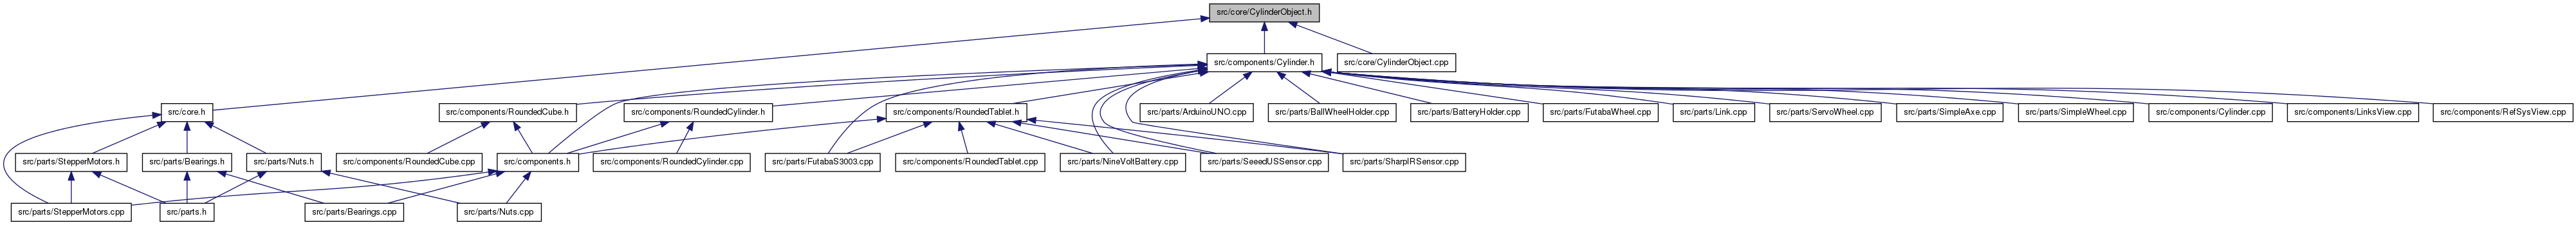 src/core/CylinderObject.h
src/components/Cylinder.h
src/core/CylinderObject.cpp
src/core.h
src/components/RoundedCube.h
src/components/RoundedCylinder.h
src/components/RoundedTablet.h
src/parts/ArduinoUNO.cpp
src/parts/BallWheelHolder.cpp
src/parts/BatteryHolder.cpp
src/parts/FutabaWheel.cpp
src/parts/Link.cpp
src/parts/ServoWheel.cpp
src/parts/SimpleAxe.cpp
src/parts/SimpleWheel.cpp
src/components/Cylinder.cpp
src/components/LinksView.cpp
src/components/RefSysView.cpp
src/parts/StepperMotors.h
src/parts/Bearings.h
src/parts/Nuts.h
src/components/RoundedCube.cpp
src/components.h
src/components/RoundedCylinder.cpp
src/parts/FutabaS3003.cpp
src/components/RoundedTablet.cpp
src/parts/NineVoltBattery.cpp
src/parts/SeeedUSSensor.cpp
src/parts/SharpIRSensor.cpp
src/parts/StepperMotors.cpp
src/parts.h
src/parts/Bearings.cpp
src/parts/Nuts.cpp